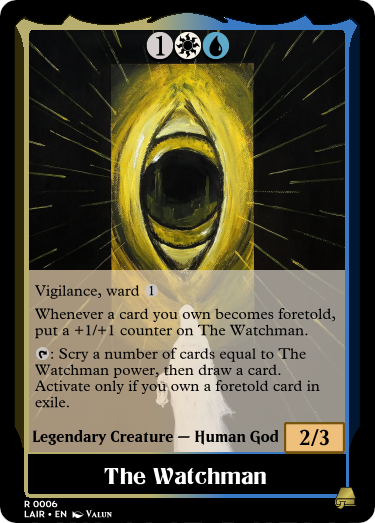 1
Vigilance, ward 1
Whenever a card you own becomes foretold,
put a +1/+1 counter on The Watchman.
: Scry a number of cards equal to The
Watchman power, then draw a card.
Activate only if you own a foretold card in
exile.
Legendary Creature — Human God 2/3
The Watchman
R 0006
LAIR • EN VALUN